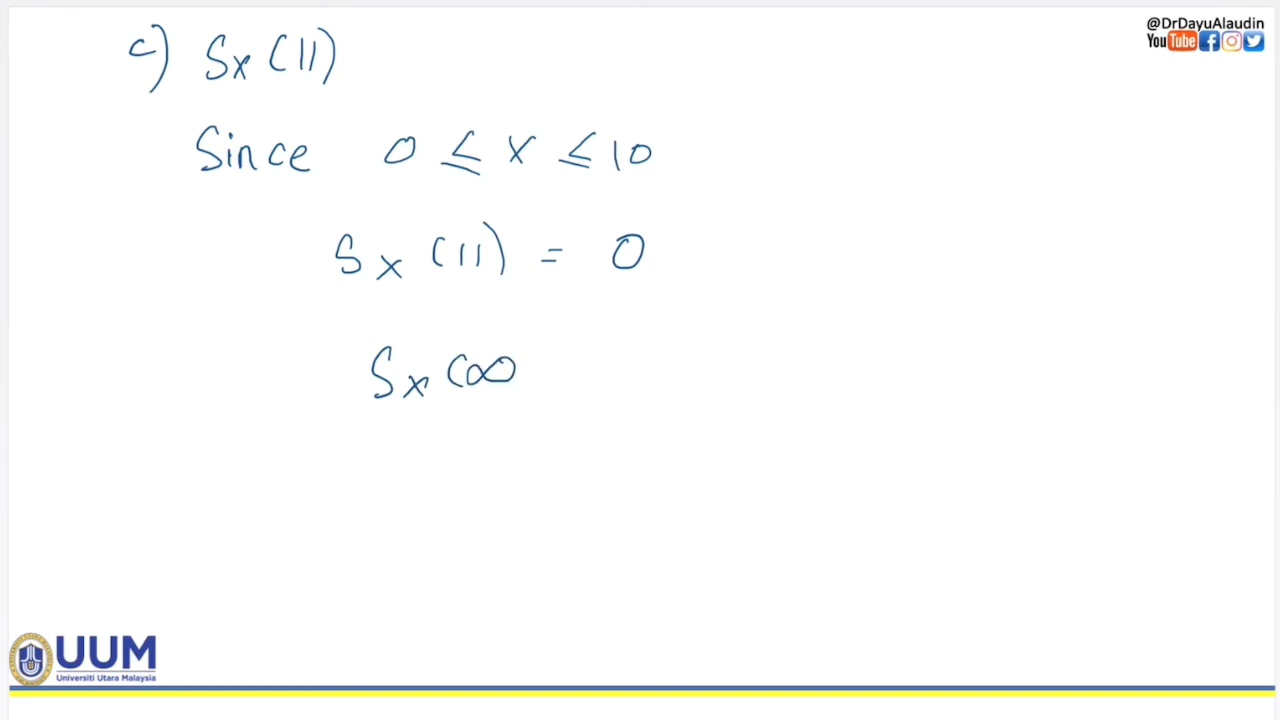 @DrDayuAlaudin
YouTube
c) Sx (11)
Since 0 ≤ x ≤ 10
Sx (11) = 0
Sx (∞
UUM
Universiti Utara Malaysia